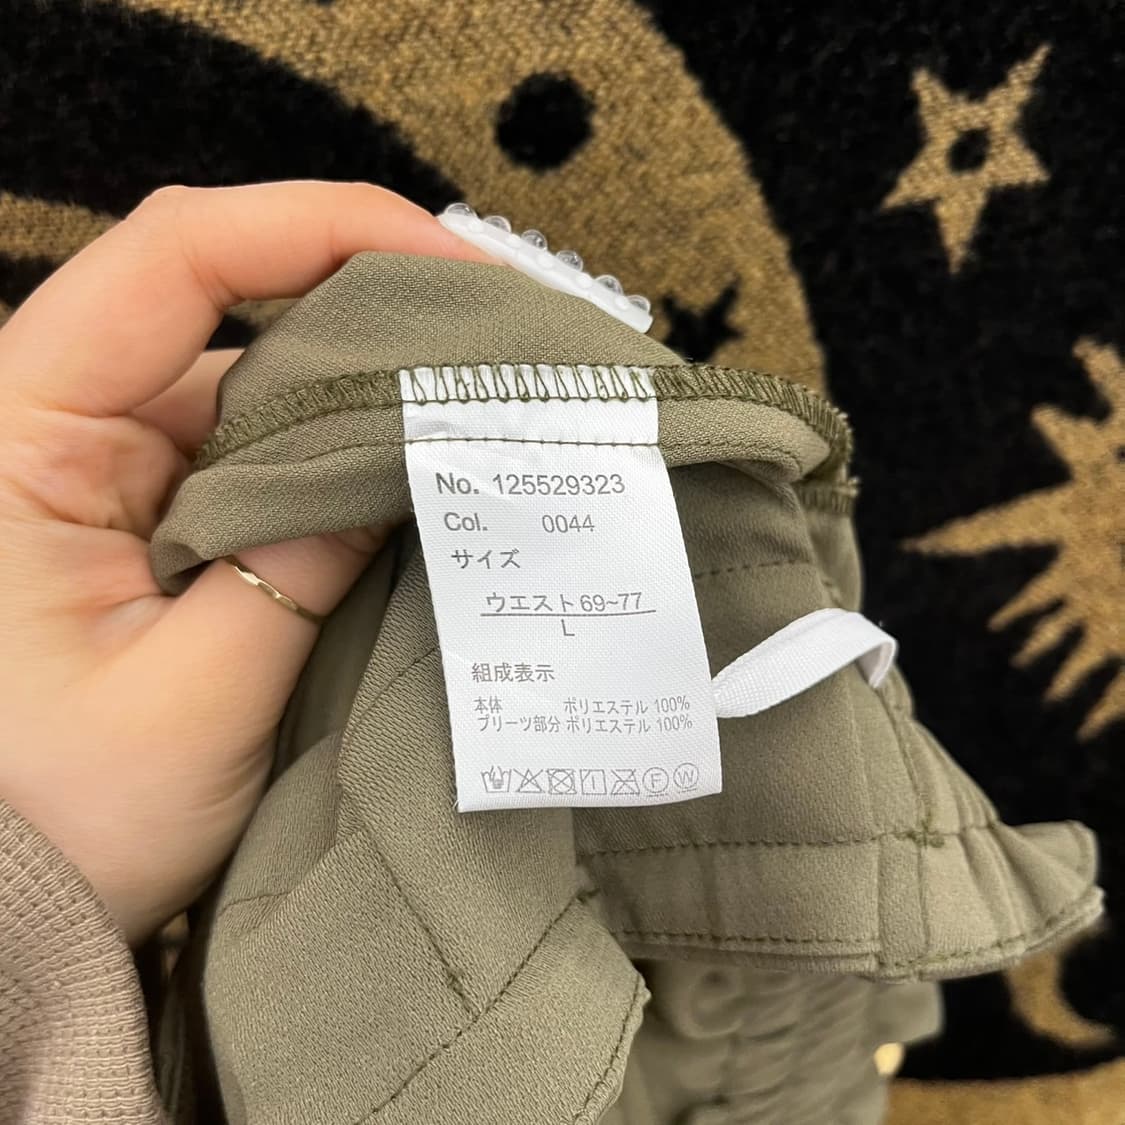 No. 125529323
Col. 0044
サイズ
ウエスト 69~77
L
組成表示
本体 ポリエステル 100%
プリーツ部分 ポリエステル 100%
F W